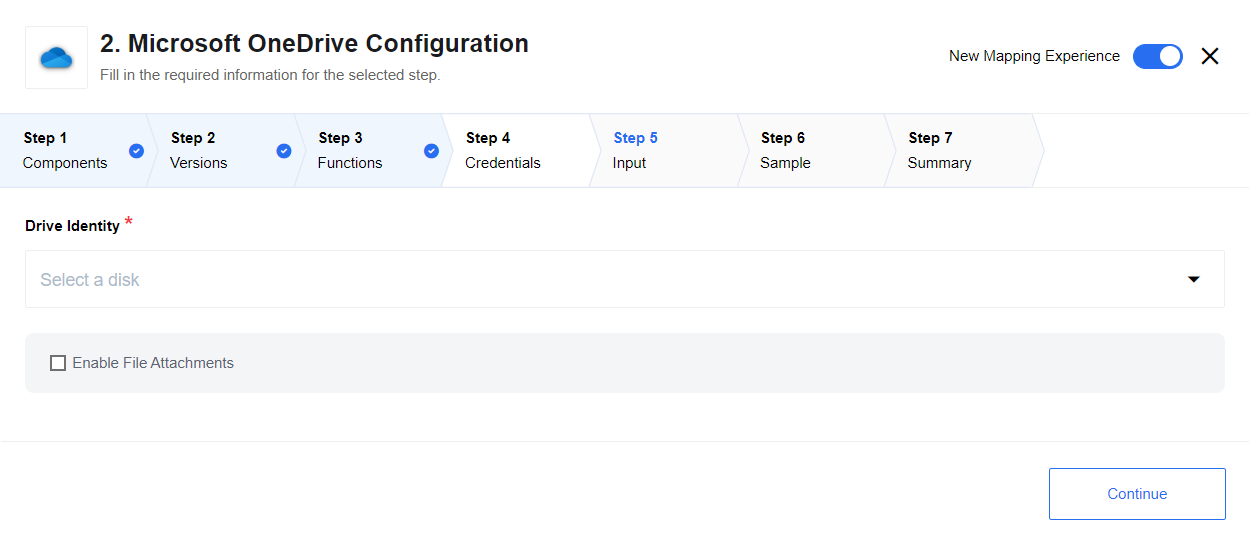 2. Microsoft OneDrive Configuration
Fill in the required information for the selected step.
New Mapping Experience
Step 1
Components
Step 2
Versions
Step 3
Functions
Step 4
Credentials
Step 5
Input
Step 6
Sample
Step 7
Summary
Drive Identity *
Select a disk
Enable File Attachments
Continue